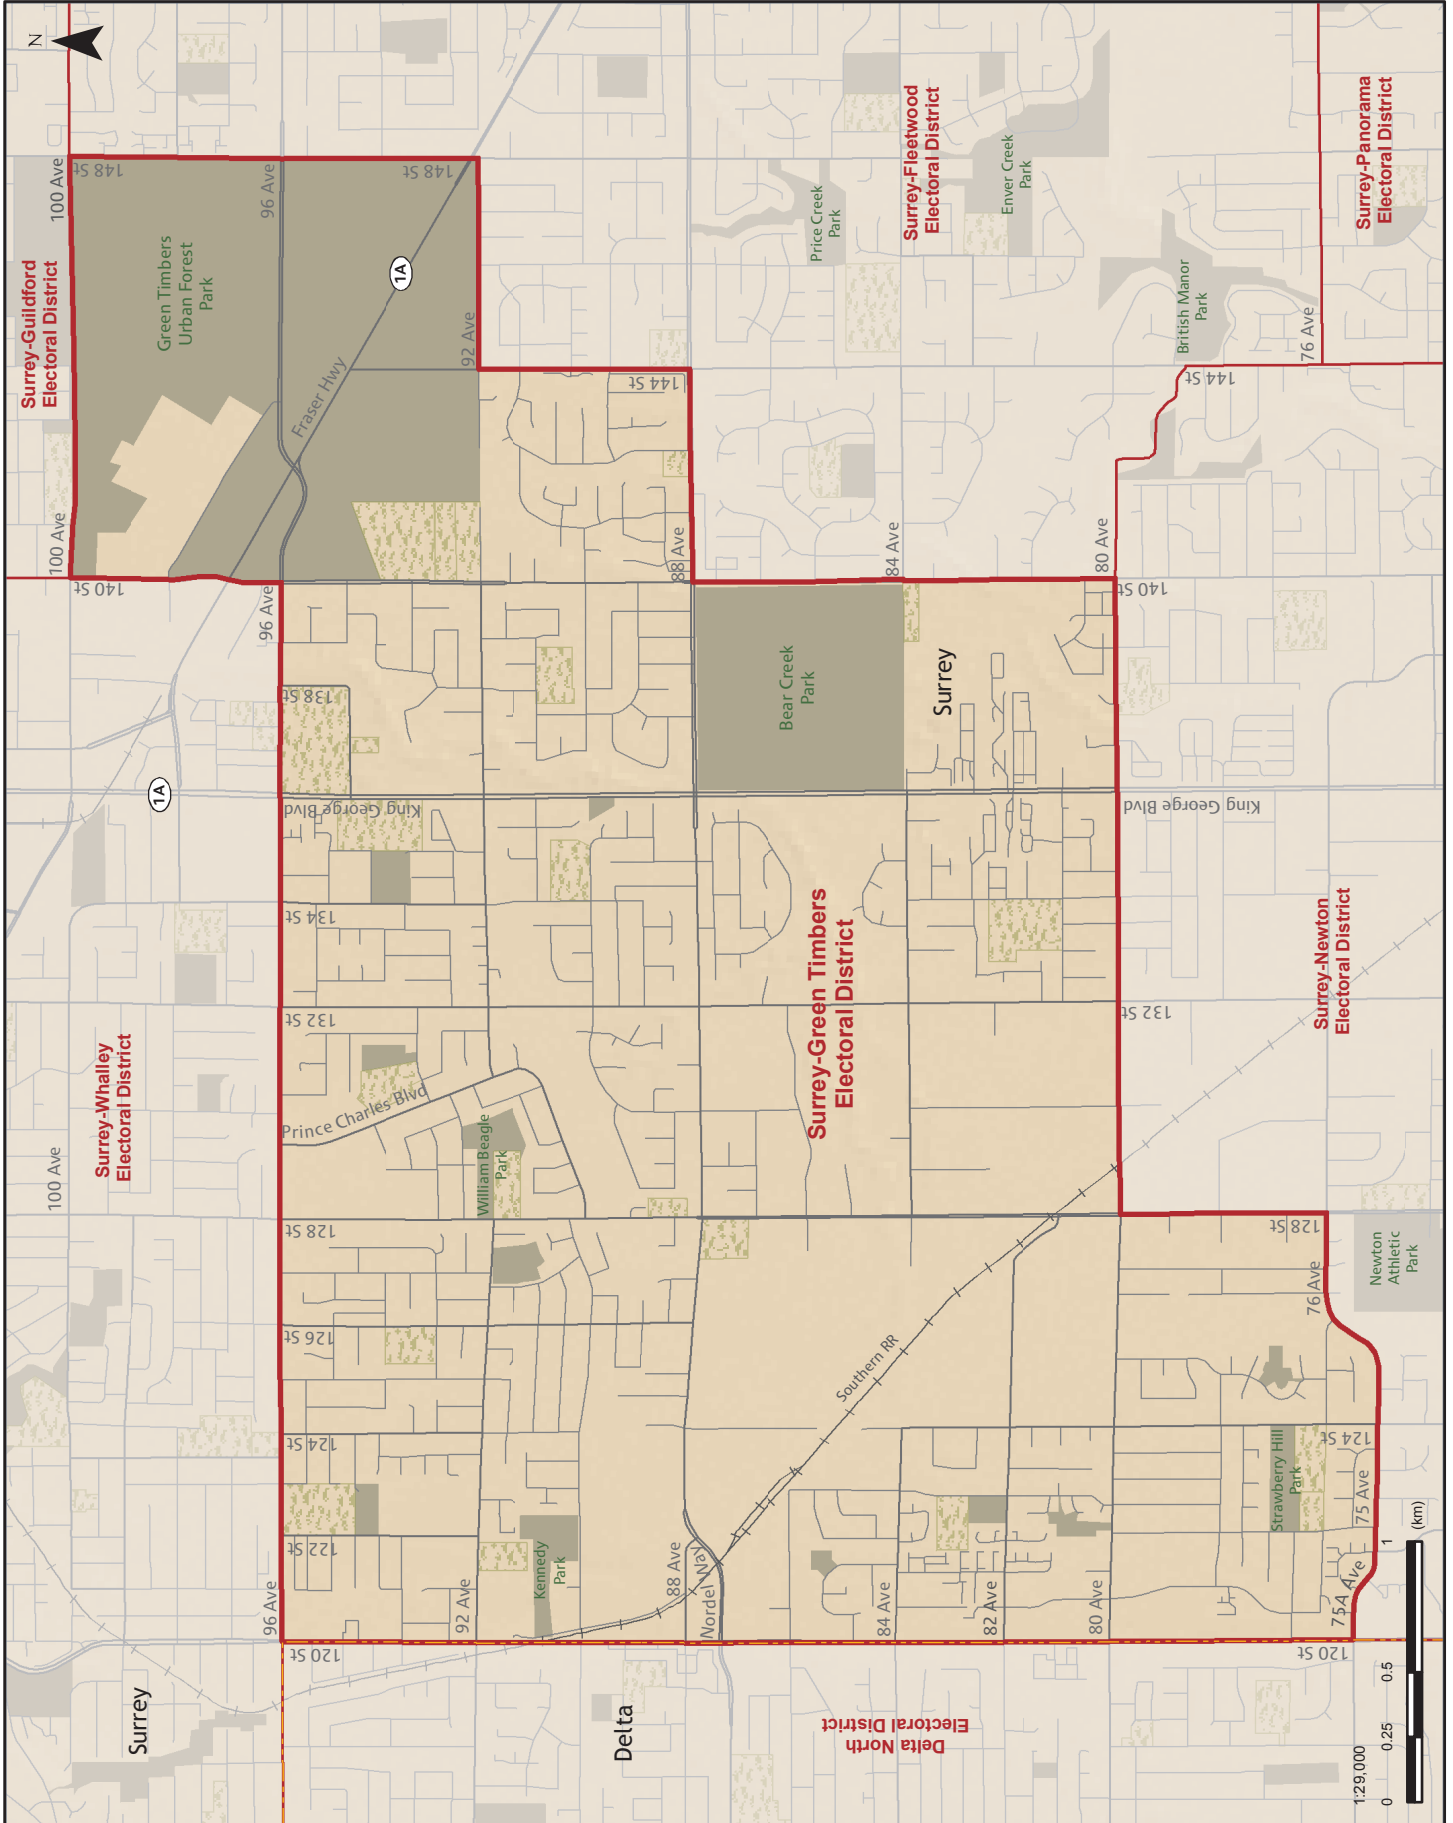 N
Surrey-Guildford
Electoral District
100 Ave
100 Ave
148 St
148 St
96 Ave
Green Timbers
Urban Forest
Park
1A
Fraser Hwy
92 Ave
144 St
88 Ave
140 St
96 Ave
138 St
1A
King George Blvd
134 St
132 St
Prince Charles Blvd
William Beagle
Park
128 St
126 St
124 St
122 St
96 Ave
120 St
92 Ave
Kennedy
Park
88 Ave
Nordel Way
Surrey-Whalley
Electoral District
100 Ave
Surrey
Delta
Delta North
Electoral District
Surrey-Green Timbers
Electoral District
Bear Creek
Park
Surrey
84 Ave
80 Ave
140 St
King George Blvd
132 St
Southern RR
84 Ave
82 Ave
80 Ave
128 St
76 Ave
Newton
Athletic
Park
Strawberry Hill
Park
124 St
75 Ave
75A Ave
120 St
Surrey-Newton
Electoral District
Price Creek
Park
Surrey-Fleetwood
Electoral District
Enver Creek
Park
British Manor
Park
144 St
76 Ave
Surrey-Panorama
Electoral District
1:29,000
0
0.25
0.5
1
(km)